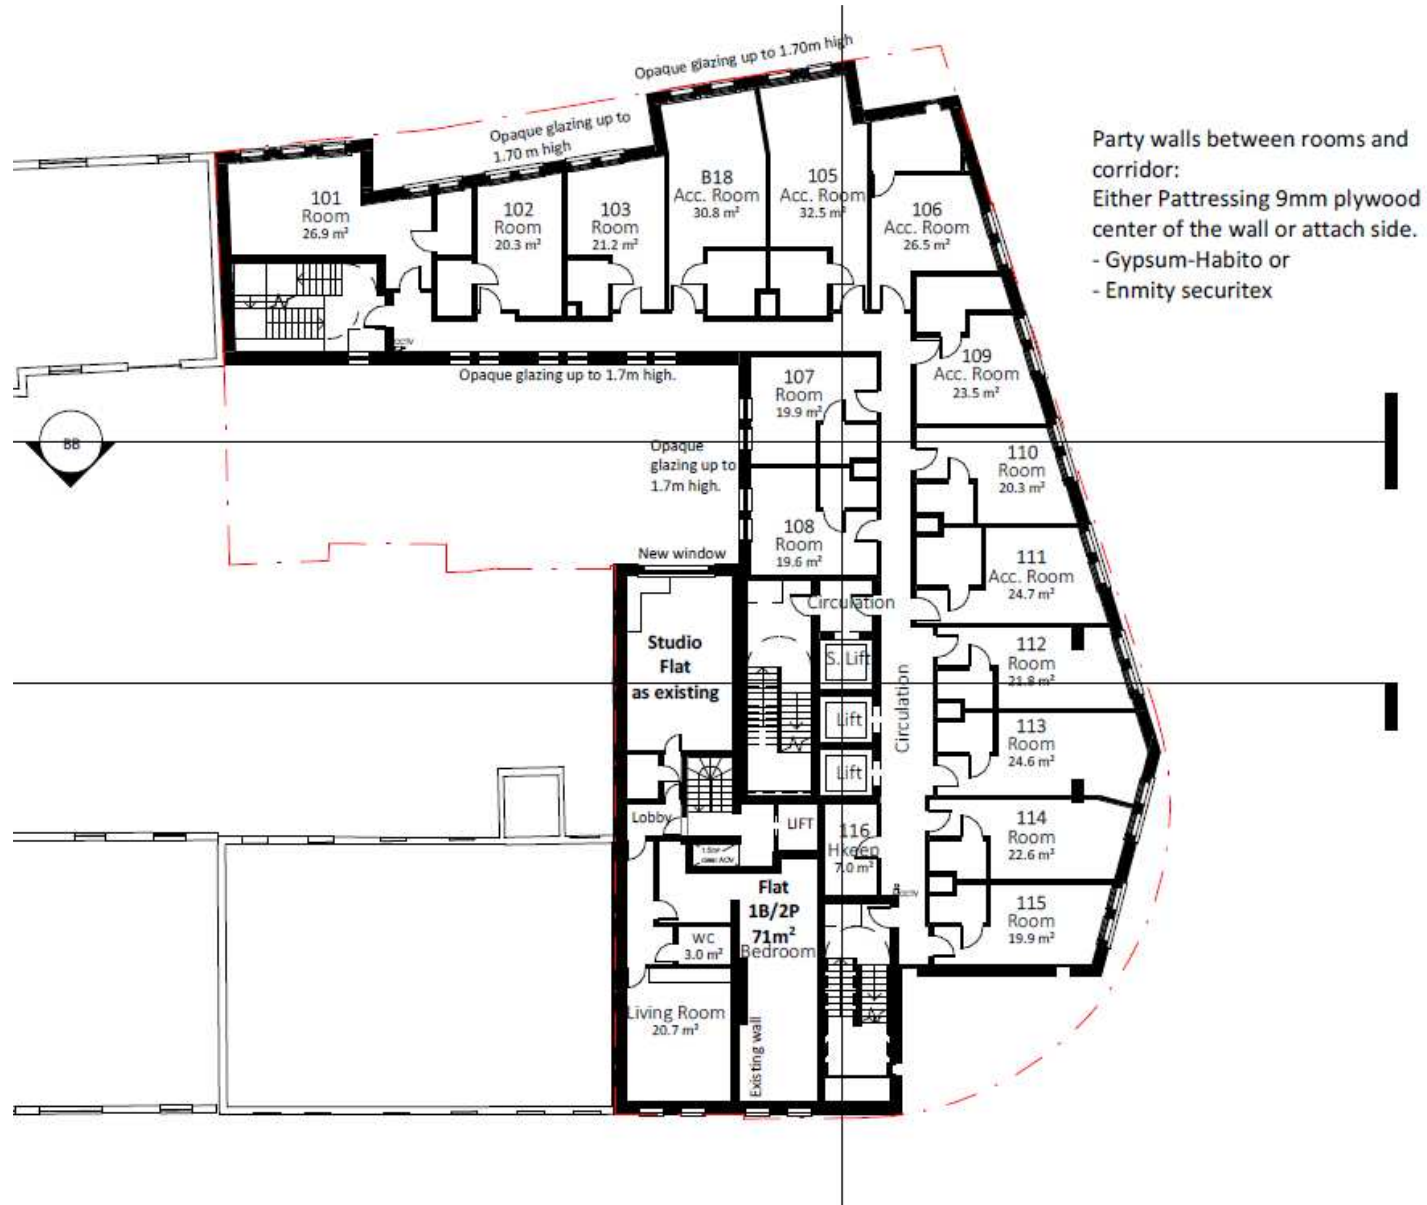 Opaque glazing up to 1.70m high
Opaque glazing up to
1.70 m high
Party walls between rooms and
corridor:
Either Pattressing 9mm plywood
center of the wall or attach side.
- Gypsum-Habito or
- Enmity securitex
101
Room
26.9 m²
102
Room
20.3 m²
103
Room
21.2 m²
B18
Acc. Room
30.8 m²
105
Acc. Room
32.5 m²
106
Acc. Room
26.5 m²
CCTV
Opaque glazing up to 1.7m high.
107
Room
19.9 m²
109
Acc. Room
23.5 m²
BB
Opaque
glazing up to
1.7m high.
110
Room
20.3 m²
108
Room
19.6 m²
New window
111
Acc. Room
24.7 m²
Circulation
Studio
Flat
as existing
S. Lift
Circulation
112
Room
21.8 m²
Lift
113
Room
24.6 m²
Lift
Lobby
LIFT
116
Hkeep
7.0 m²
114
Room
22.6 m²
Flat
1B/2P
71m²
Bedroom
CCTV
115
Room
19.9 m²
WC
3.0 m²
Living Room
20.7 m²
Existing wall